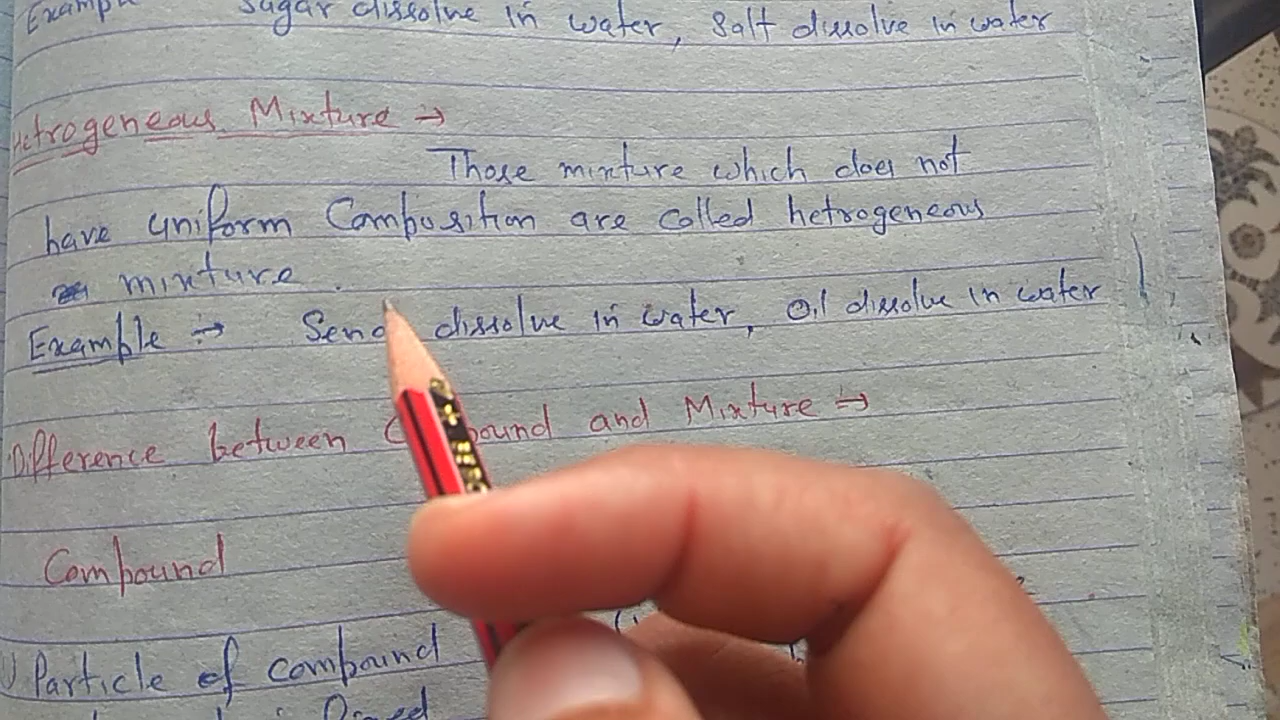 Example Sugar dissolve in water, Salt dissolve in water
Hetrogeneous Mixture →
Those mixture which does not
have uniform Composition are called hetrogeneous
mixture.
Example → Send dissolve in water, Oil dissolve in water
Difference between Compound and Mixture →
Compound
1) Particle of compound